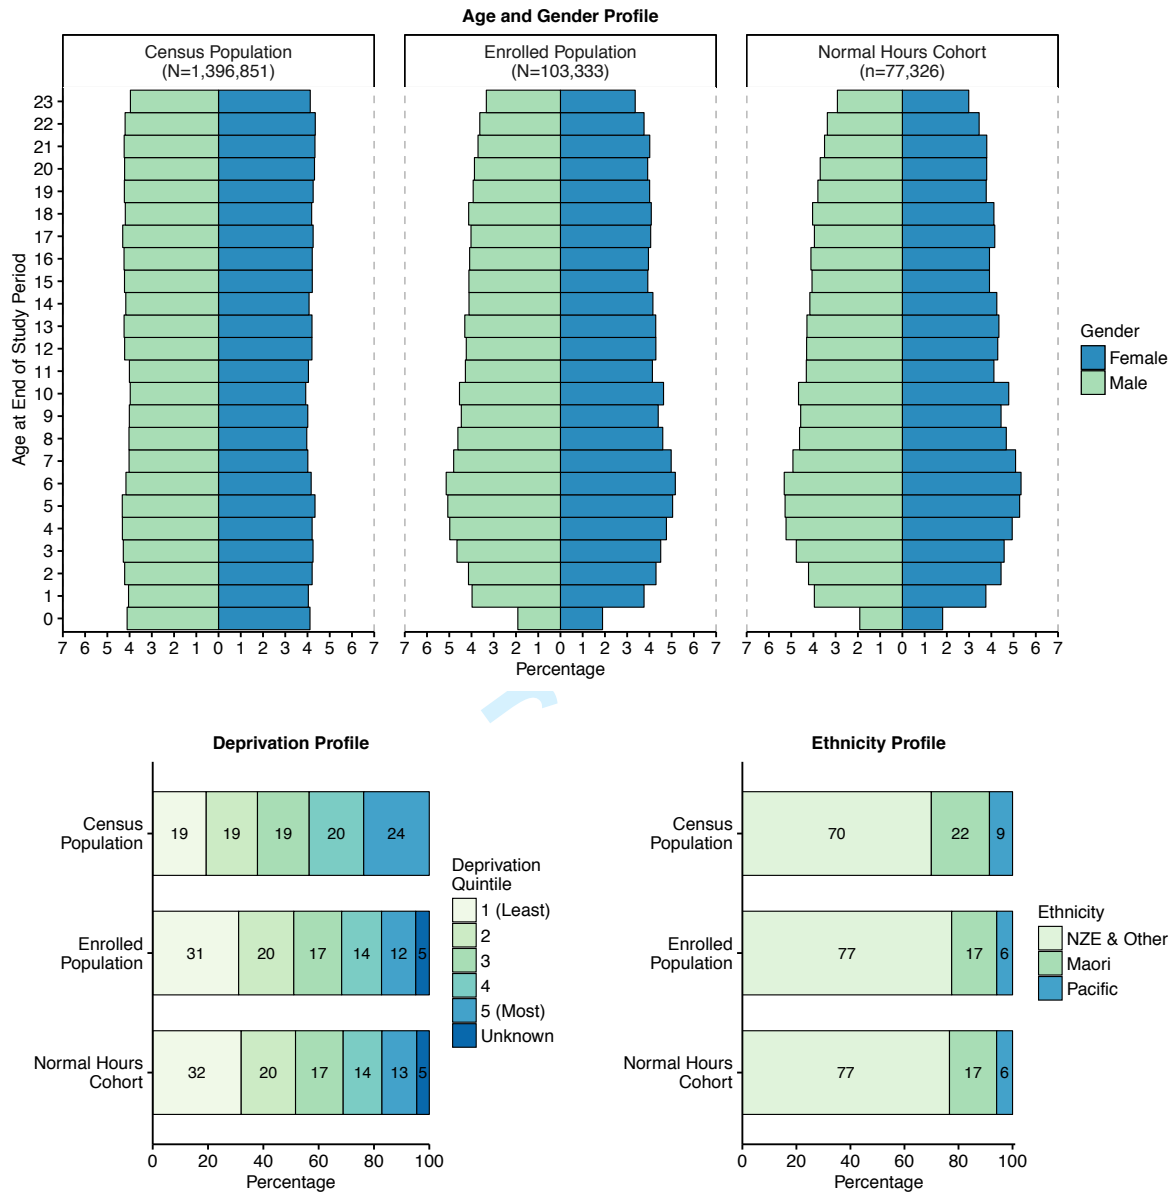 Age and Gender Profile
Census Population
(N=1,396,851)
Enrolled Population
(N=103,333)
Normal Hours Cohort
(n=77,326)
Age at End of Study Period
23
22
21
20
19
18
17
16
15
14
13
12
11
10
9
8
7
6
5
4
3
2
1
0
7 6 5 4 3 2 1 0 1 2 3 4 5 6 7
7 6 5 4 3 2 1 0 1 2 3 4 5 6 7
7 6 5 4 3 2 1 0 1 2 3 4 5 6 7
Percentage
Gender
Female
Male
Deprivation Profile
Census
Population
19 19 19 20 24
Enrolled
Population
31 20 17 14 12 5
Normal Hours
Cohort
32 20 17 14 13 5
0 20 40 60 80 100
Percentage
Deprivation
Quintile
1 (Least)
2
3
4
5 (Most)
Unknown
Ethnicity Profile
Census
Population
70 22 9
Enrolled
Population
77 17 6
Normal Hours
Cohort
77 17 6
0 20 40 60 80 100
Percentage
Ethnicity
NZE & Other
Maori
Pacific